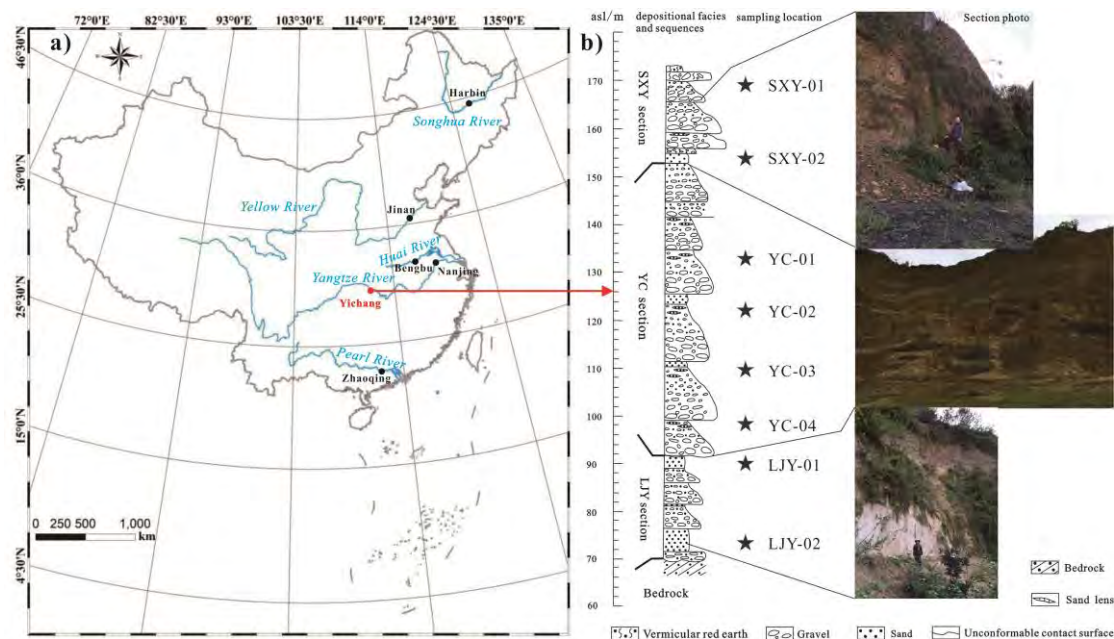 72°0'E 82°30'E 93°0'E 103°30'E 114°0'E 124°30'E 135°0'E
a)
46°30'N
36°0'N
25°30'N
15°0'N
4°30'N
N
Harbin
Songhua River
Yellow River
Jinan
Huai River
Bengbu
Nanjing
Yangtze River
Yichang
Pearl River
Zhaoqing
0 250 500 1,000
km
b)
asl/m
depositional facies
and sequences
sampling location
Section photo
170
160
150
140
130
120
110
100
90
80
70
60
SXY section
YC section
LJY section
SXY-01
SXY-02
YC-01
YC-02
YC-03
YC-04
LJY-01
LJY-02
Bedrock
Bedrock
Sand lens
Vermicular red earth
Gravel
Sand
Unconformable contact surface